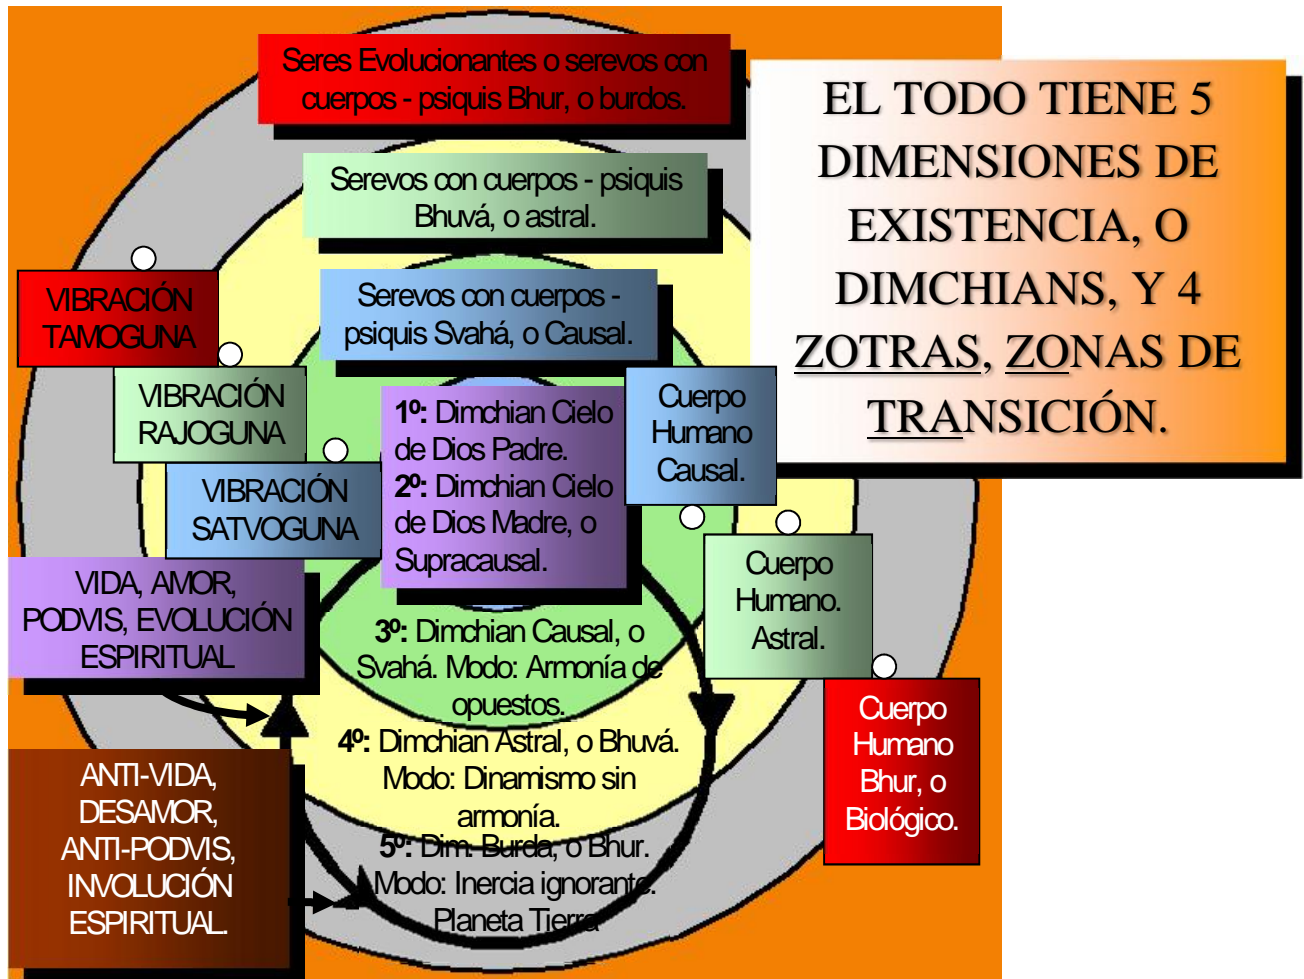 Seres Evolucionantes o serevos con
cuerpos - psiquis Bhur, o burdos.
EL TODO TIENE 5
DIMENSIONES DE
EXISTENCIA, O
DIMCHIANS, Y 4
ZOTRAS, ZONAS DE
TRANSICIÓN.
Serevos con cuerpos - psiquis
Bhuvá, o astral.
Serevos con cuerpos -
psiquis Svahá, o Causal.
VIBRACIÓN
TAMOGUNA
VIBRACIÓN
RAJOGUNA
VIBRACIÓN
SATVOGUNA
1º: Dimchian Cielo
de Dios Padre.
2º: Dimchian Cielo
de Dios Madre, o
Supracausal.
Cuerpo
Humano
Causal.
Cuerpo
Humano.
Astral.
Cuerpo
Humano
Bhur, o
Biológico.
VIDA, AMOR,
PODVIS, EVOLUCIÓN
ESPIRITUAL
3º: Dimchian Causal, o
Svahá. Modo: Armonía de
opuestos.
4º: Dimchian Astral, o Bhuvá.
Modo: Dinamismo sin
armonía.
5º: Dim. Burda, o Bhur.
Modo: Inercia ignorante.
Planeta Tierra
ANTI-VIDA,
DESAMOR,
ANTI-PODVIS,
INVOLUCIÓN
ESPIRITUAL.